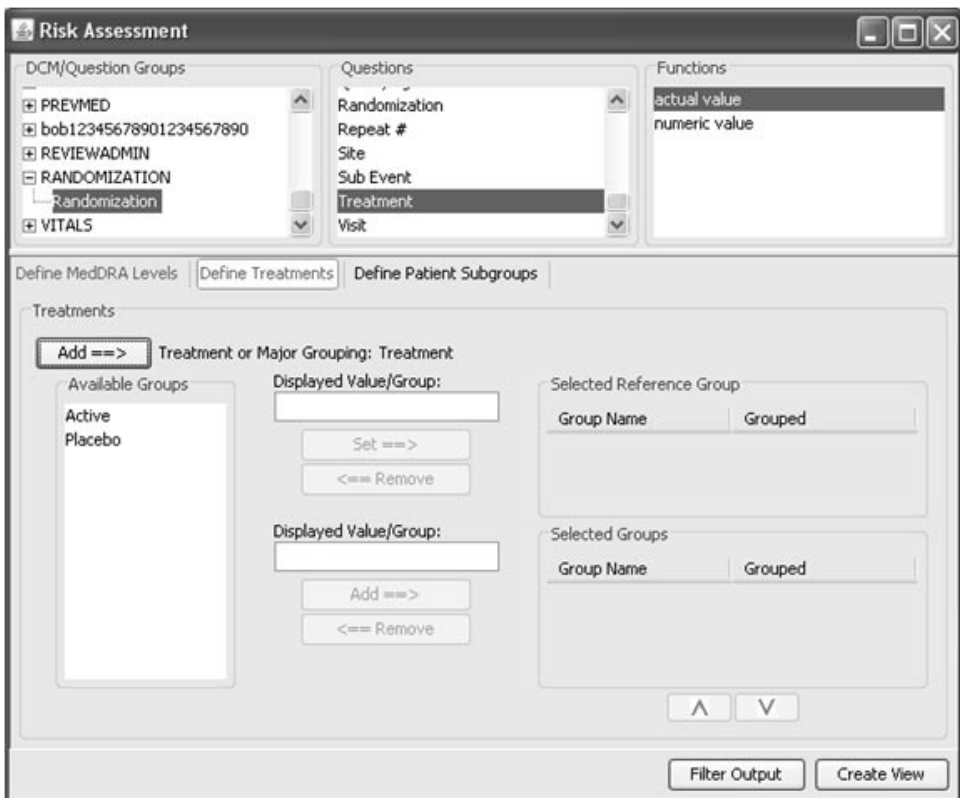 Risk Assessment
DCM/Question Groups
PREVMED
bob12345678901234567890
REVIEWADMIN
RANDOMIZATION
Randomization
VITALS
Questions
Randomization
Repeat #
Site
Sub Event
Treatment
Visit
Functions
actual value
numeric value
Define MedDRA Levels
Define Treatments
Define Patient Subgroups
Treatments
Add ==>
Treatment or Major Grouping: Treatment
Available Groups
Active
Placebo
Displayed Value/Group:
Set ==>
<== Remove
Selected Reference Group
Group Name
Grouped
Displayed Value/Group:
Add ==>
<== Remove
Selected Groups
Group Name
Grouped
Filter Output
Create View